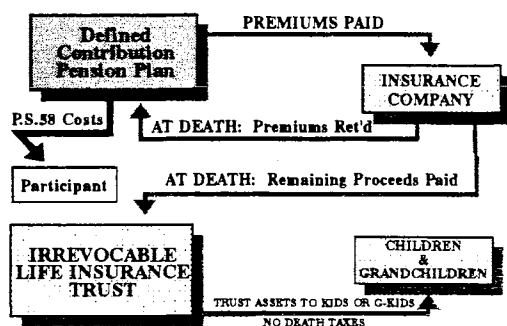 Defined
Contribution
Pension Plan
PREMIUMS PAID
INSURANCE
COMPANY
P.S.58 Costs
AT DEATH: Premiums Ret'd
Participant
AT DEATH: Remaining Proceeds Paid
IRREVOCABLE
LIFE INSURANCE
TRUST
CHILDREN
&
GRANDCHILDREN
TRUST ASSETS TO KIDS OR G-KIDS
NO DEATH TAXES